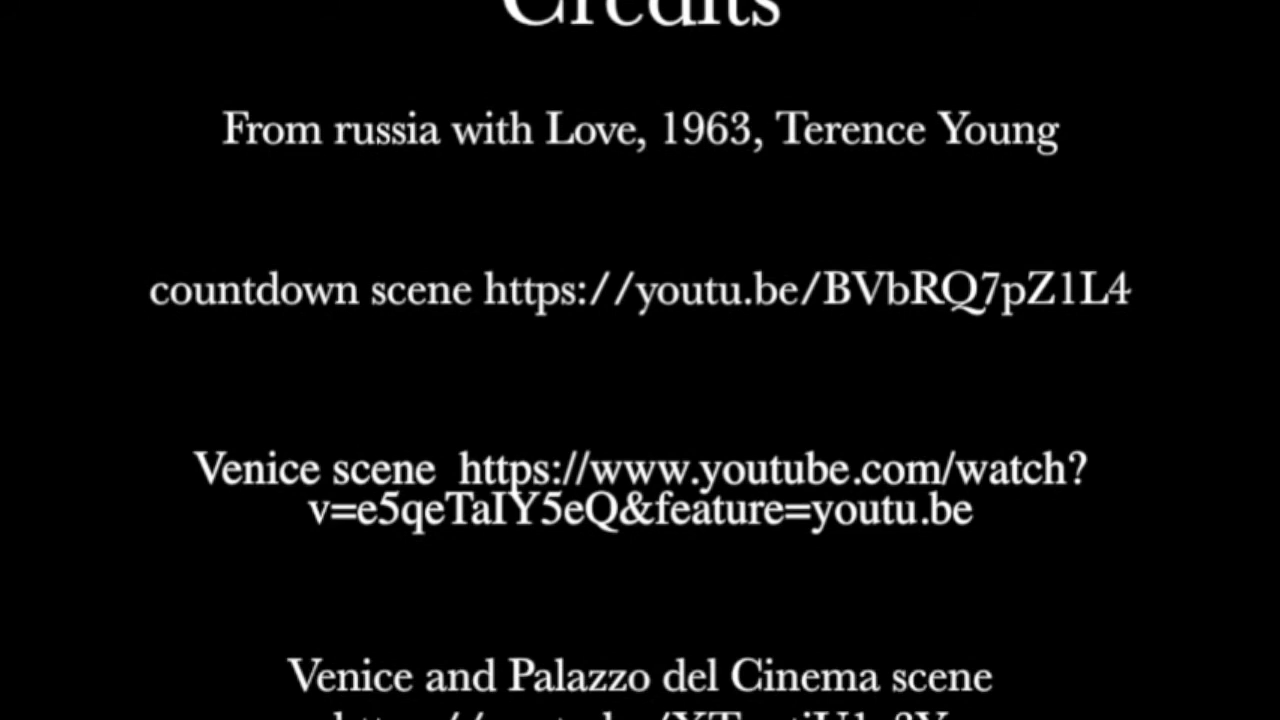 Credits
From russia with Love, 1963, Terence Young
countdown scene https://youtu.be/BVbRQ7pZ1L4
Venice scene  https://www.youtube.com/watch?
v=e5qeTaIY5eQ&feature=youtu.be
Venice and Palazzo del Cinema scene